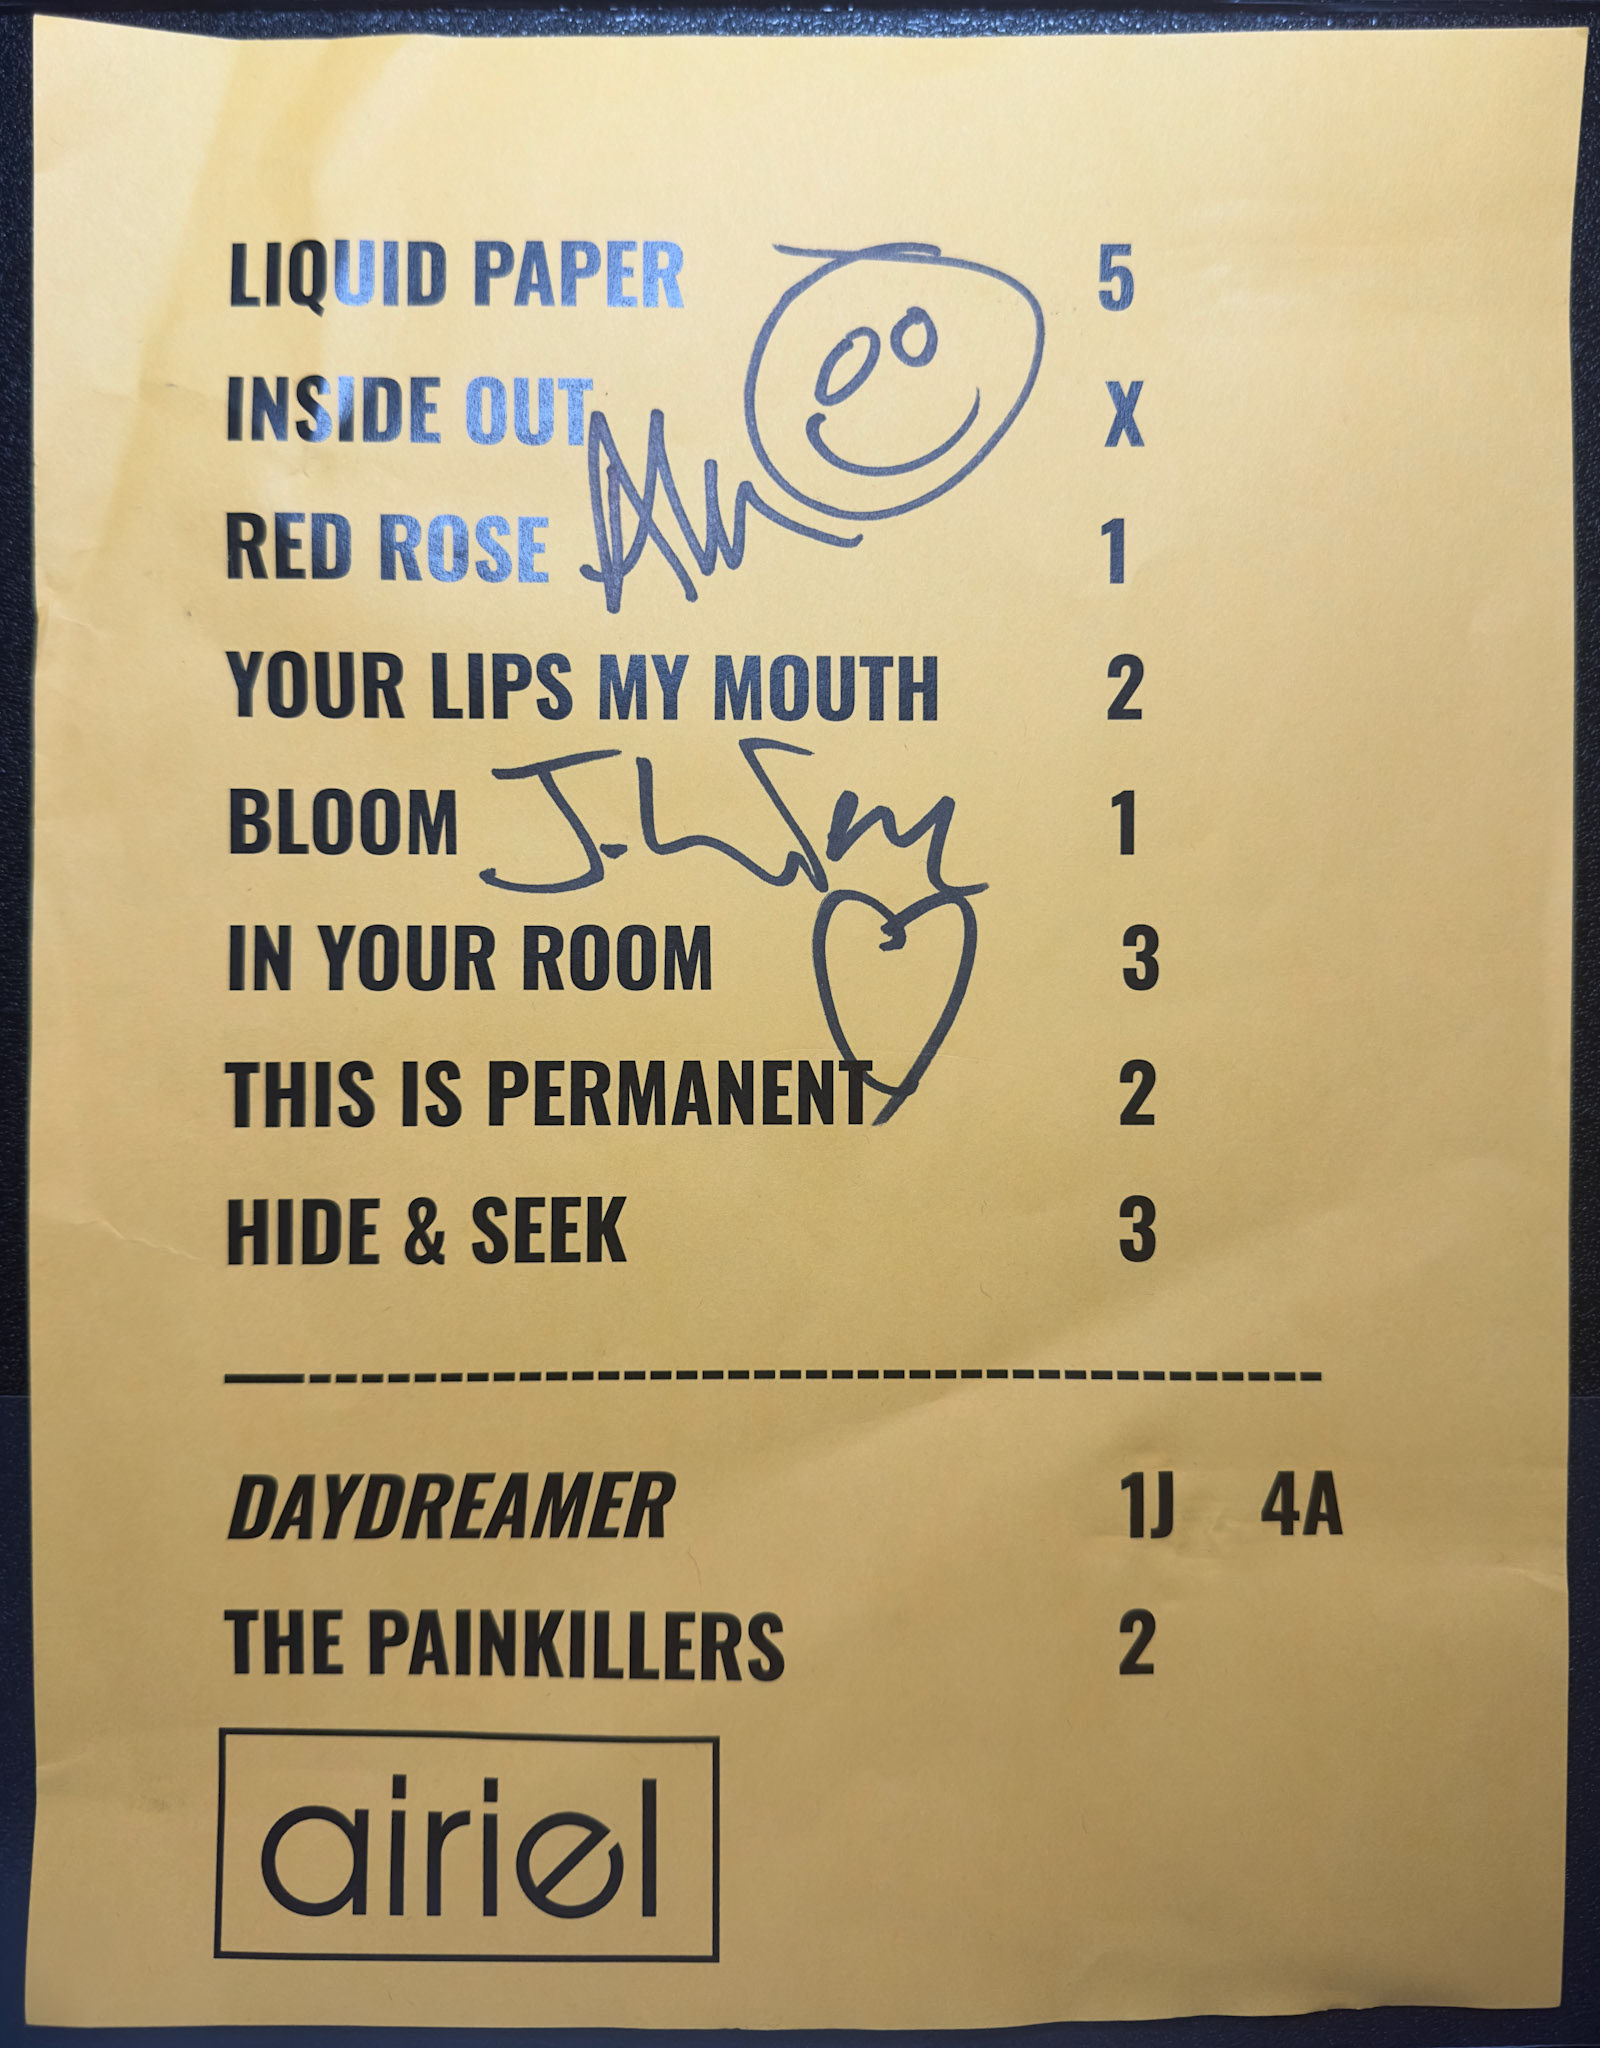 LIQUID PAPER 5
INSIDE OUT X
RED ROSE 1
YOUR LIPS MY MOUTH 2
BLOOM 1
IN YOUR ROOM 3
THIS IS PERMANENT 2
HIDE & SEEK 3
DAYDREAMER 1J 4A
THE PAINKILLERS 2
airiel